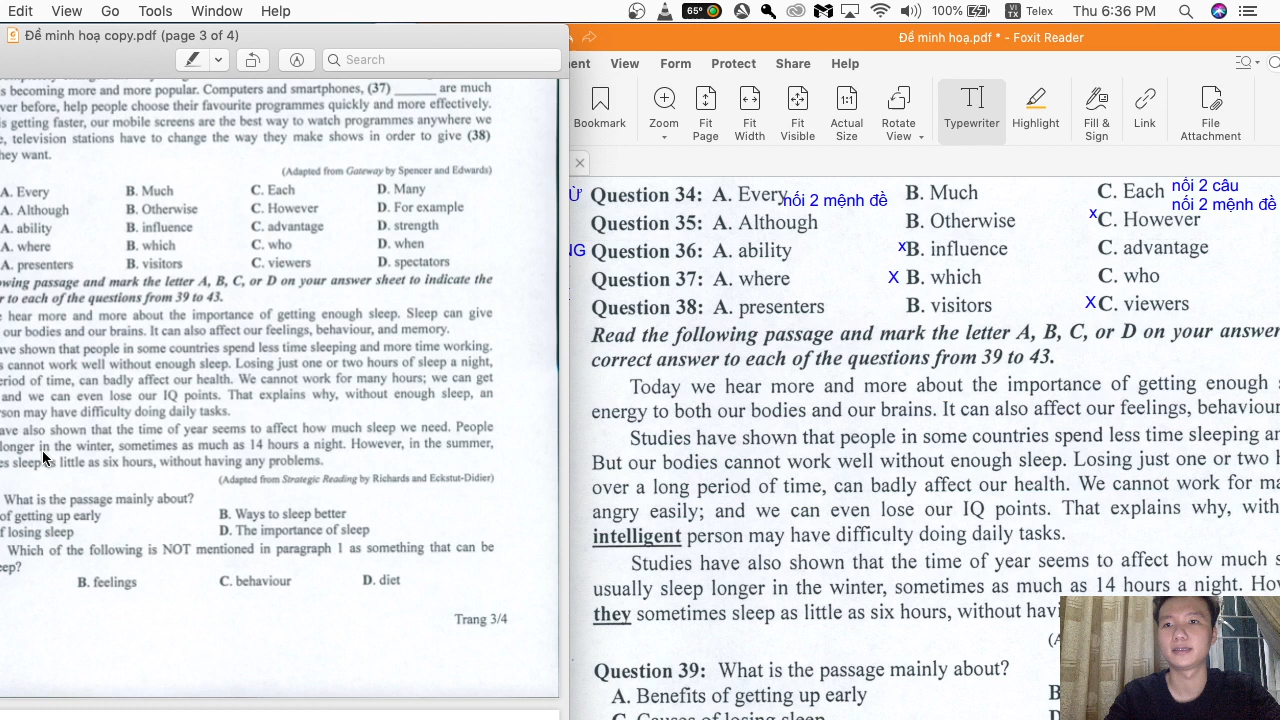 Edit View Go Tools Window Help
65° 100% Telex Thu 6:36 PM
Đề minh hoạ copy.pdf (page 3 of 4)
Search
s becoming more and more popular. Computers and smartphones, (37) ______ are much
ver before, help people choose their favourite programmes quickly and more effectively.
is getting faster, our mobile screens are the best way to watch programmes anywhere we
e, television stations have to change the way they make shows in order to give (38)
hey want.
(Adapted from Gateway by Spencer and Edwards)
A. Every B. Much C. Each D. Many
A. Although B. Otherwise C. However D. For example
A. ability B. influence C. advantage D. strength
A. where B. which C. who D. when
A. presenters B. visitors C. viewers D. spectators
wing passage and mark the letter A, B, C, or D on your answer sheet to indicate the
r to each of the questions from 39 to 43.
e hear more and more about the importance of getting enough sleep. Sleep can give
our bodies and our brains. It can also affect our feelings, behaviour, and memory.
ave shown that people in some countries spend less time sleeping and more time working.
s cannot work well without enough sleep. Losing just one or two hours of sleep a night,
eriod of time, can badly affect our health. We cannot work for many hours; we can get
and we can even lose our IQ points. That explains why, without enough sleep, an
son may have difficulty doing daily tasks.
ave also shown that the time of year seems to affect how much sleep we need. People
longer in the winter, sometimes as much as 14 hours a night. However, in the summer,
es sleep as little as six hours, without having any problems.
(Adapted from Strategic Reading by Richards and Eckstut-Didier)
What is the passage mainly about?
of getting up early B. Ways to sleep better
f losing sleep D. The importance of sleep
Which of the following is NOT mentioned in paragraph 1 as something that can be
eep?
B. feelings C. behaviour D. diet
Trang 3/4
Đề minh hoạ.pdf * - Foxit Reader
ment View Form Protect Share Help
Bookmark Zoom Fit Page Fit Width Fit Visible Actual Size Rotate View Typewriter Highlight Fill & Sign Link File Attachment
TỪ Question 34: A. Every B. Much C. Each nối 2 câu
nối 2 mệnh đề nối 2 mệnh đề
Question 35: A. Although B. Otherwise xC. However
NG Question 36: A. ability xB. influence C. advantage
Question 37: A. where X B. which C. who
Question 38: A. presenters B. visitors XC. viewers
Read the following passage and mark the letter A, B, C, or D on your answer
correct answer to each of the questions from 39 to 43.
Today we hear more and more about the importance of getting enough s
energy to both our bodies and our brains. It can also affect our feelings, behaviour
Studies have shown that people in some countries spend less time sleeping an
But our bodies cannot work well without enough sleep. Losing just one or two h
over a long period of time, can badly affect our health. We cannot work for ma
angry easily; and we can even lose our IQ points. That explains why, with
intelligent person may have difficulty doing daily tasks.
Studies have also shown that the time of year seems to affect how much s
usually sleep longer in the winter, sometimes as much as 14 hours a night. How
they sometimes sleep as little as six hours, without havi
(A
Question 39: What is the passage mainly about?
A. Benefits of getting up early B
C. Causes of losing sleep D